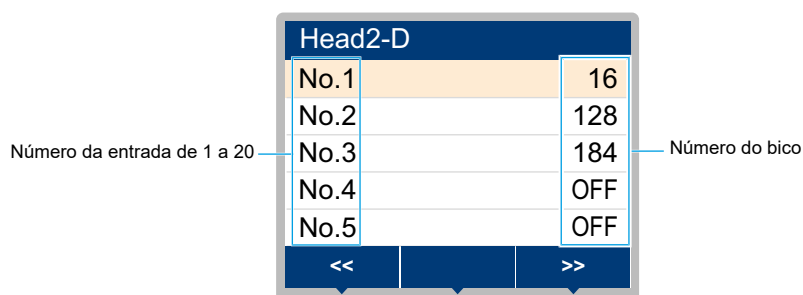 Head2-D
No.1 16
No.2 128
Número da entrada de 1 a 20 No.3 184 Número do bico
No.4 OFF
No.5 OFF
<< >>